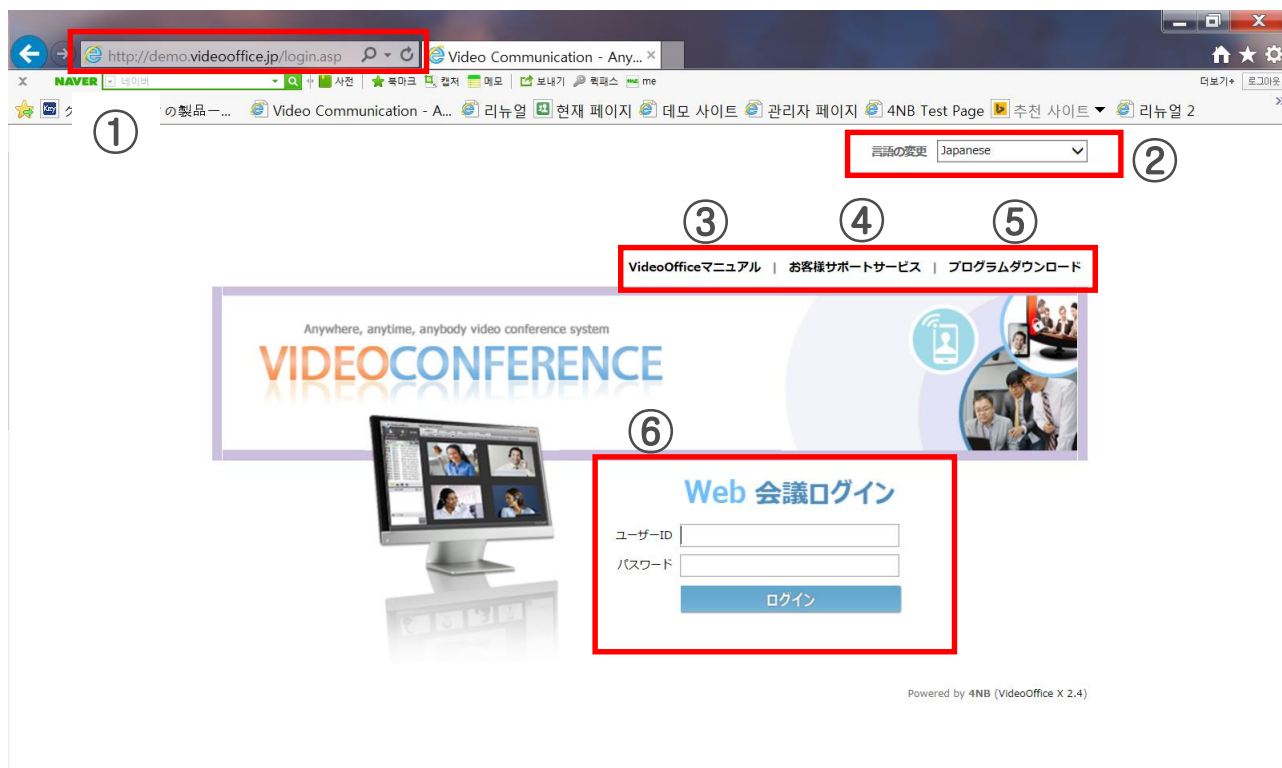 http://demo.videooffice.jp/login.asp
Video Communication - Any...
X NAVER 네이버 사전 북마크 캡처 메모 보내기 퀵패스 me 더보기+ 로그아웃
の製品ー... Video Communication - A... 리뉴얼 현재 페이지 데모 사이트 관리자 페이지 4NB Test Page 추천 사이트 리뉴얼 2
①
言語の変更 Japanese
②
③ ④ ⑤
VideoOfficeマニュアル | お客様サポートサービス | プログラムダウンロード
Anywhere, anytime, anybody video conference system
VIDEOCONFERENCE
⑥
Web 会議ログイン
ユーザーID
パスワード
ログイン
Powered by 4NB (VideoOffice X 2.4)